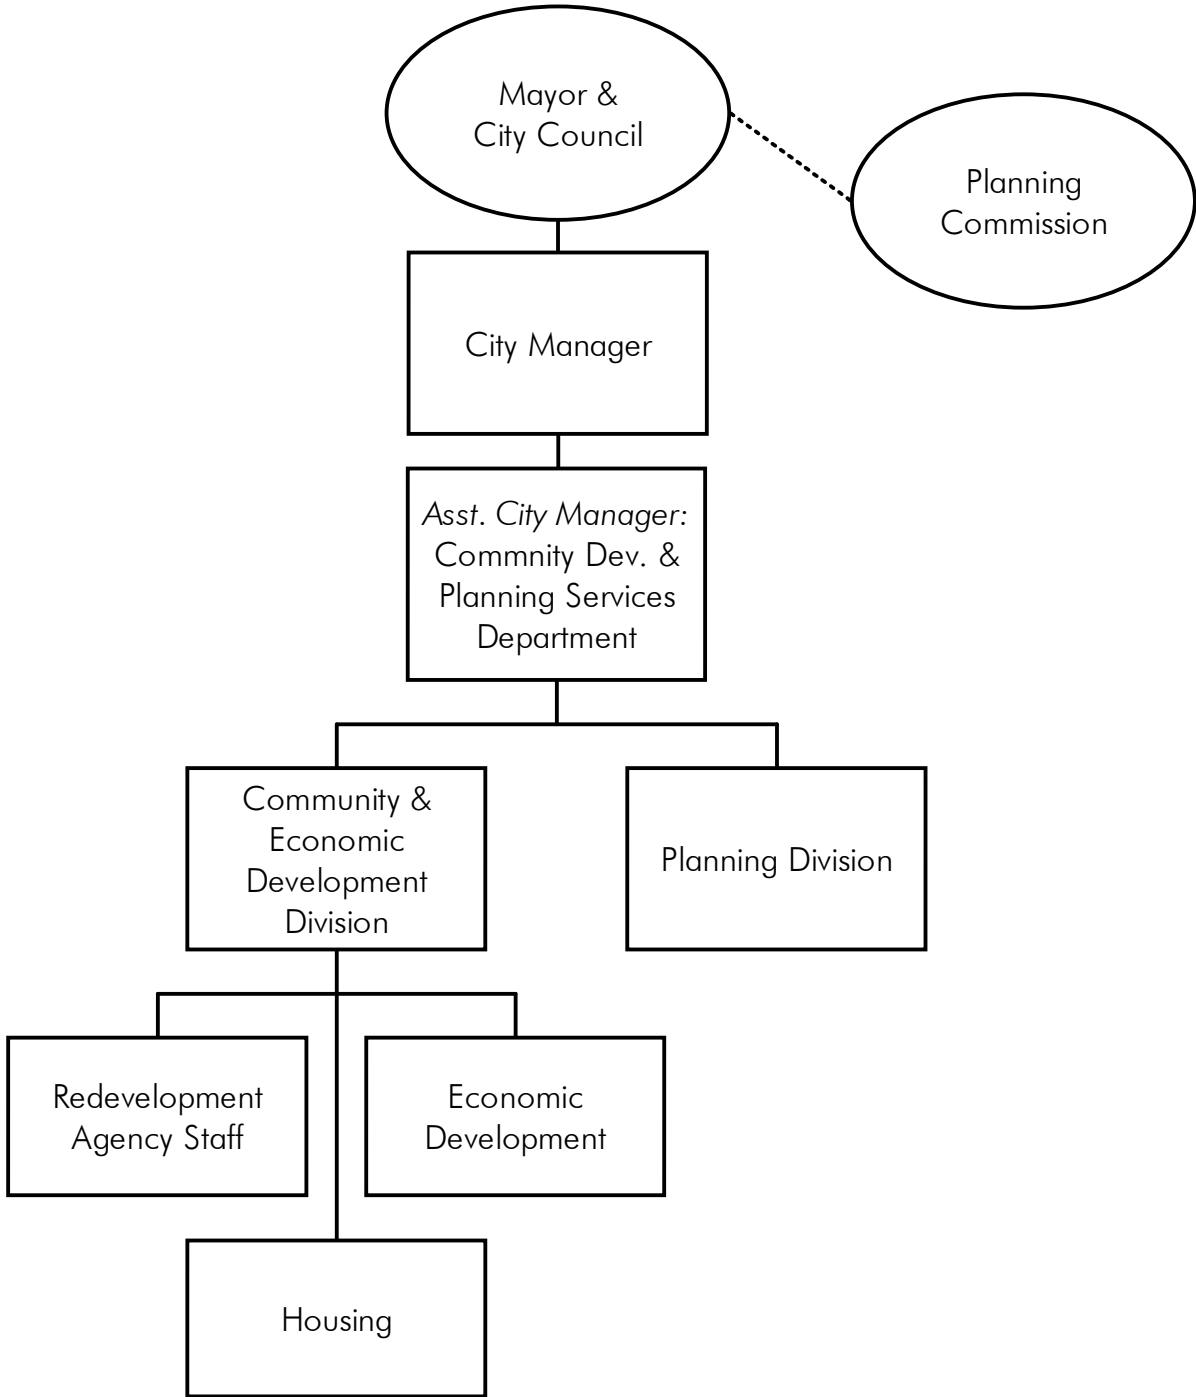 Mayor &
City Council
Planning
Commission
City Manager
Asst. City Manager:
Commnity Dev. &
Planning Services
Department
Community &
Economic
Development
Division
Planning Division
Redevelopment
Agency Staff
Economic
Development
Housing